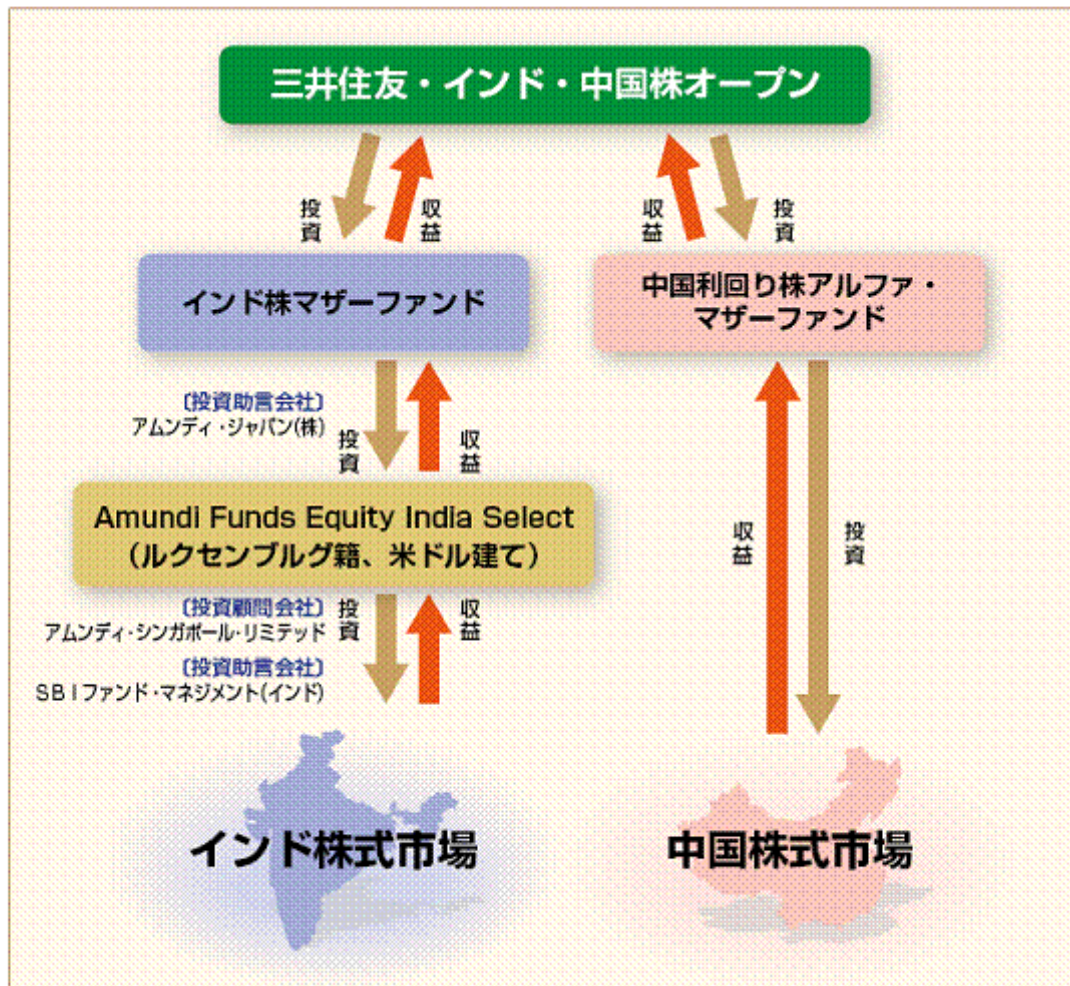 三井住友・インド・中国株オープン
投資
収益
収益
投資
インド株マザーファンド
中国利回り株アルファ・
マザーファンド
〔投資助言会社〕
アムンディ・ジャパン(株)
投資
収益
Amundi Funds Equity India Select
（ルクセンブルグ籍、米ドル建て）
収益
投資
〔投資顧問会社〕
アムンディ・シンガポール・リミテッド
投資
収益
〔投資助言会社〕
SBIファンド・マネジメント(インド)
インド株式市場
中国株式市場